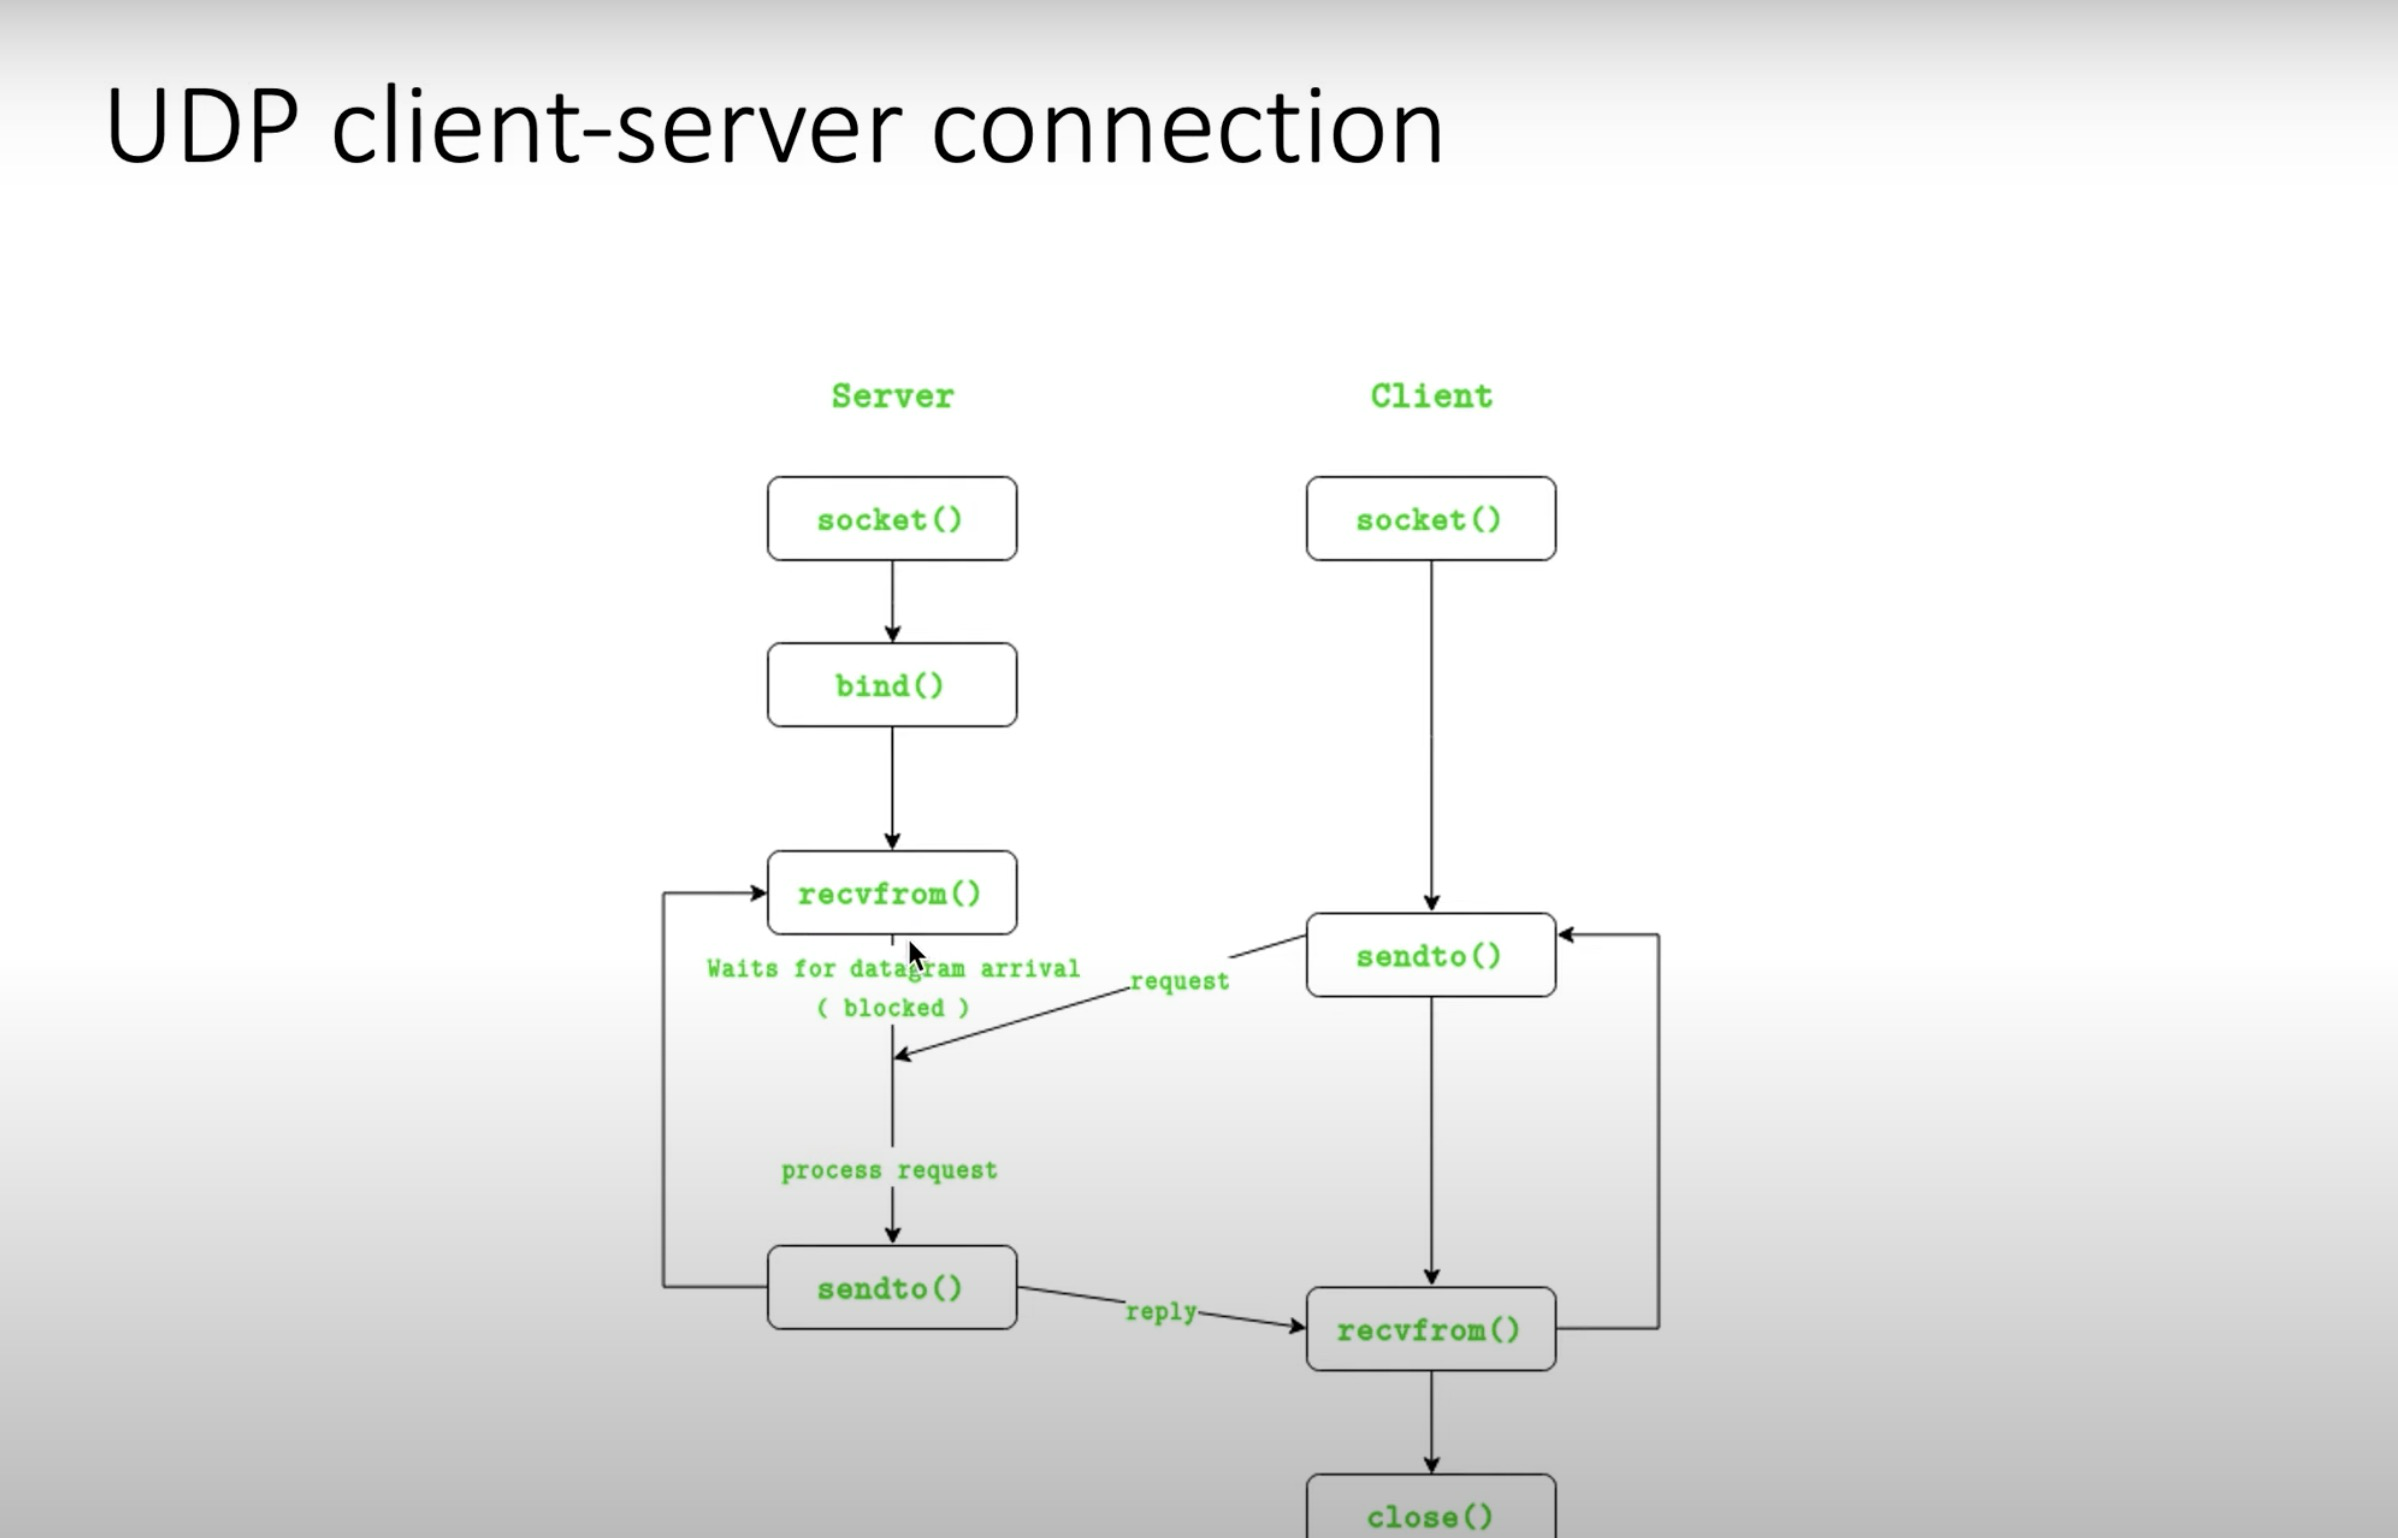 UDP client-server connection
Server
Client
socket()
socket()
bind()
recvfrom()
sendto()
Waits for datagram arrival
( blocked )
request
process request
sendto()
reply
recvfrom()
close()